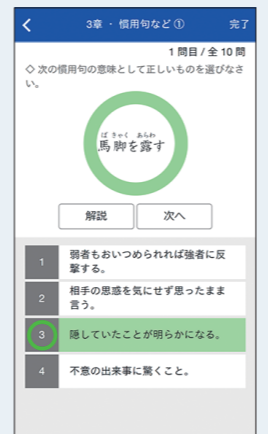 3章 ・ 慣用句など ①
完了
1 問目 / 全 10 問
◇ 次の慣用句の意味として正しいものを選びなさ
い。
ば きゃく あらわ
馬脚を露す
解説
次へ
1
弱者もおいつめられれば強者に反
撃する。
2
相手の思惑を気にせず思ったまま
言う。
3
隠していたことが明らかになる。
4
不意の出来事に驚くこと。